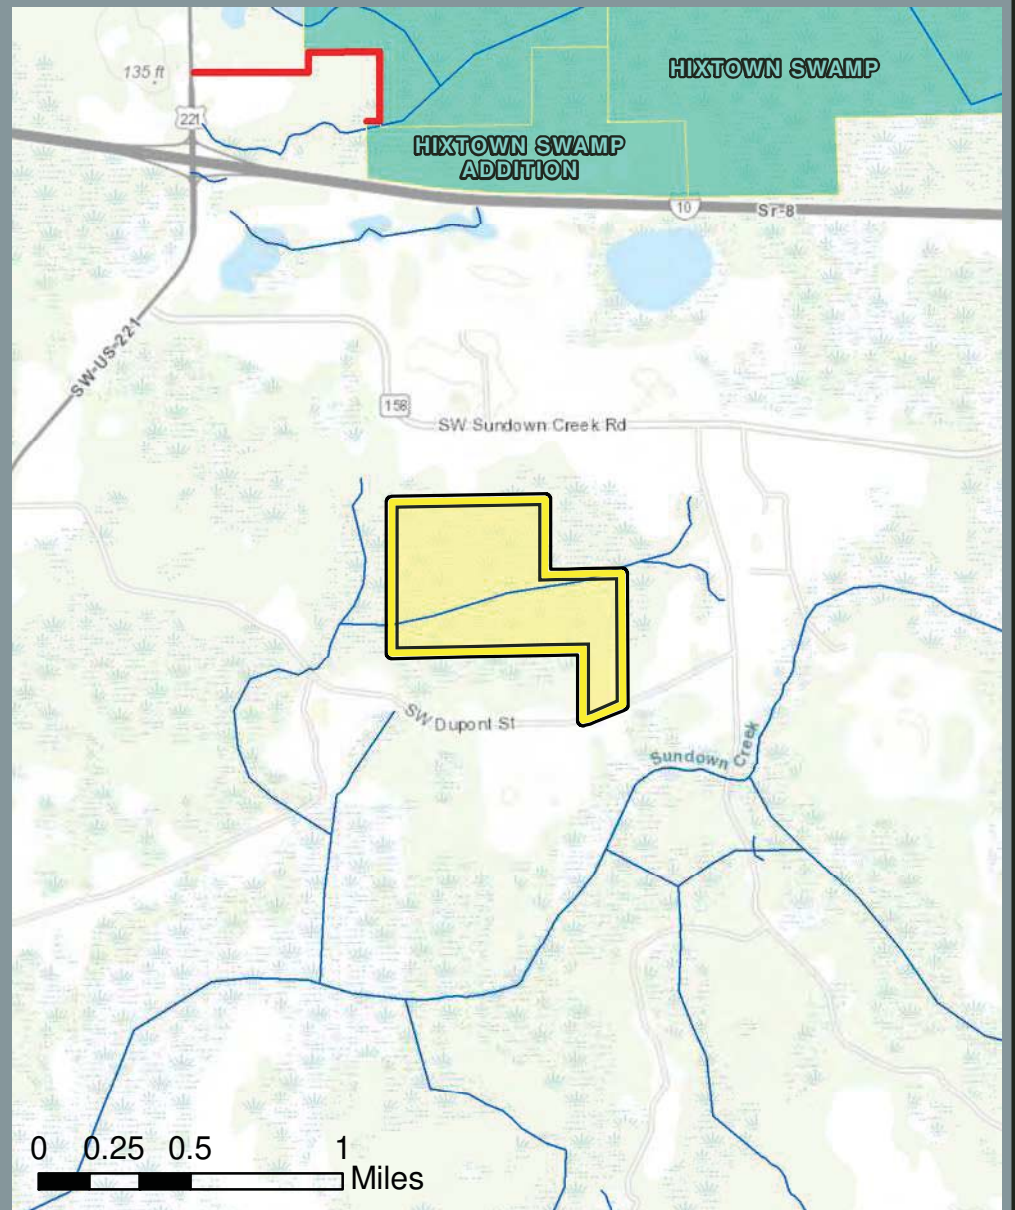 135 ft
HIXTOWN SWAMP
221
HIXTOWN SWAMP
ADDITION
10
Sr-8
SW-US-221
158
SW Sundown Creek Rd
SW Dupont St
Sundown Creek
0 0.25 0.5 1
Miles